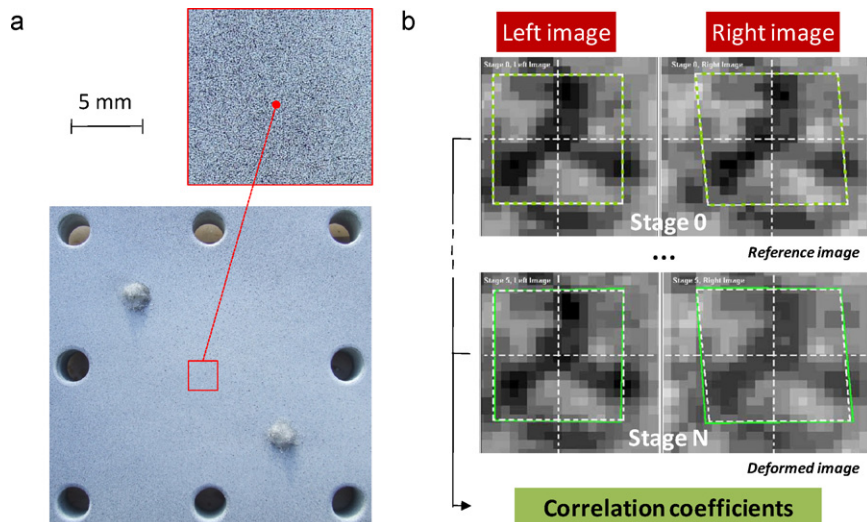 a
5 mm
b
Left image
Right image
Stage 0, Left Image
Stage 0, Right Image
Stage 0
Reference image
...
Stage 5, Left Image
Stage 5, Right Image
Stage N
Deformed image
Correlation coefficients